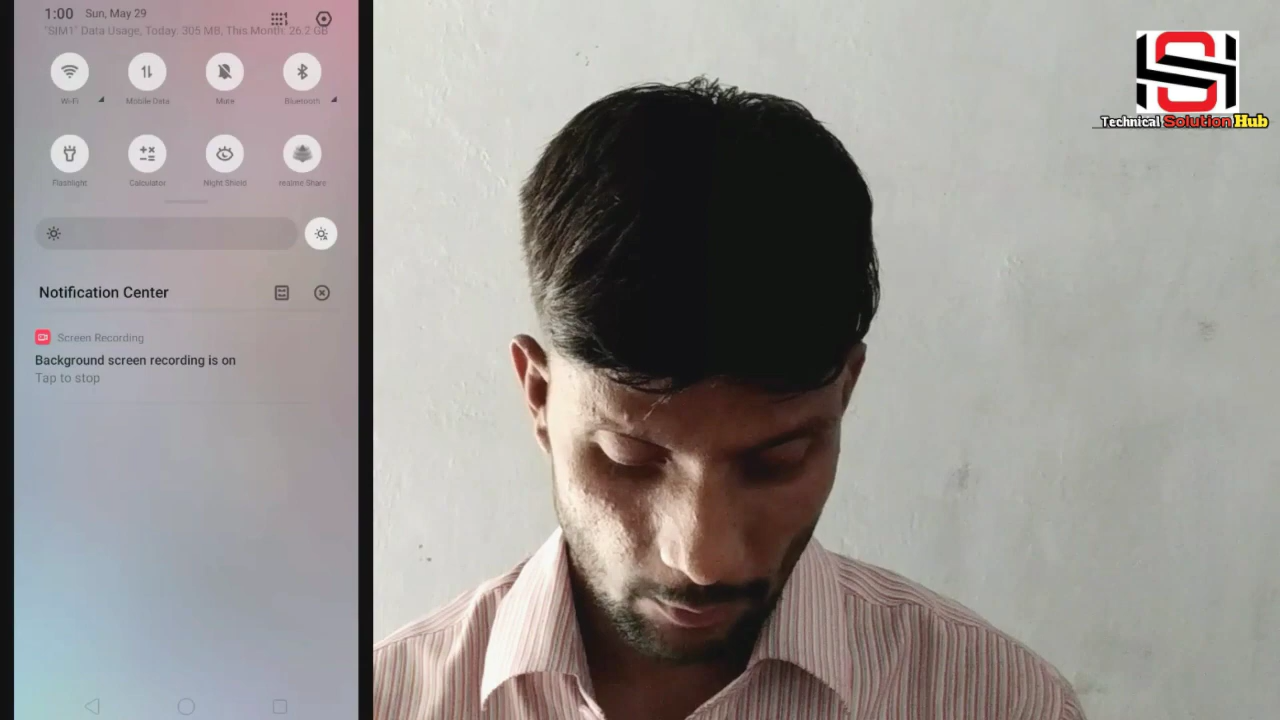 1:00 Sun, May 29
"SIM1" Data Usage, Today: 305 MB, This Month: 26.2 GB
Wi-Fi Mobile Data Mute Bluetooth
Flashlight Calculator Night Shield realme Share
Notification Center
Screen Recording
Background screen recording is on
Tap to stop
Technical Solution Hub